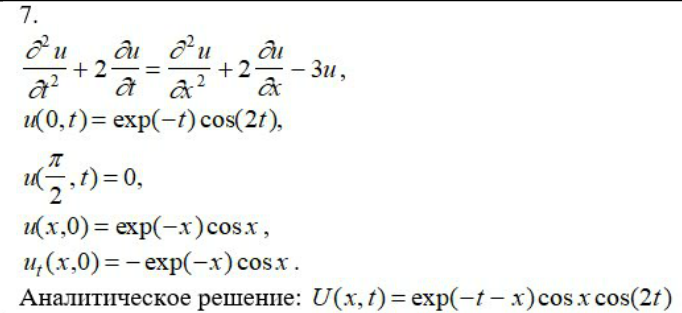 7.
∂²u/∂t² + 2 ∂u/∂t = ∂²u/∂x² + 2 ∂u/∂x − 3u,
u(0,t) = exp(−t)cos(2t),
u(π/2, t) = 0,
u(x,0) = exp(−x)cos x,
uₜ(x,0) = −exp(−x)cos x.
Аналитическое решение: U(x,t) = exp(−t − x)cos x cos(2t)